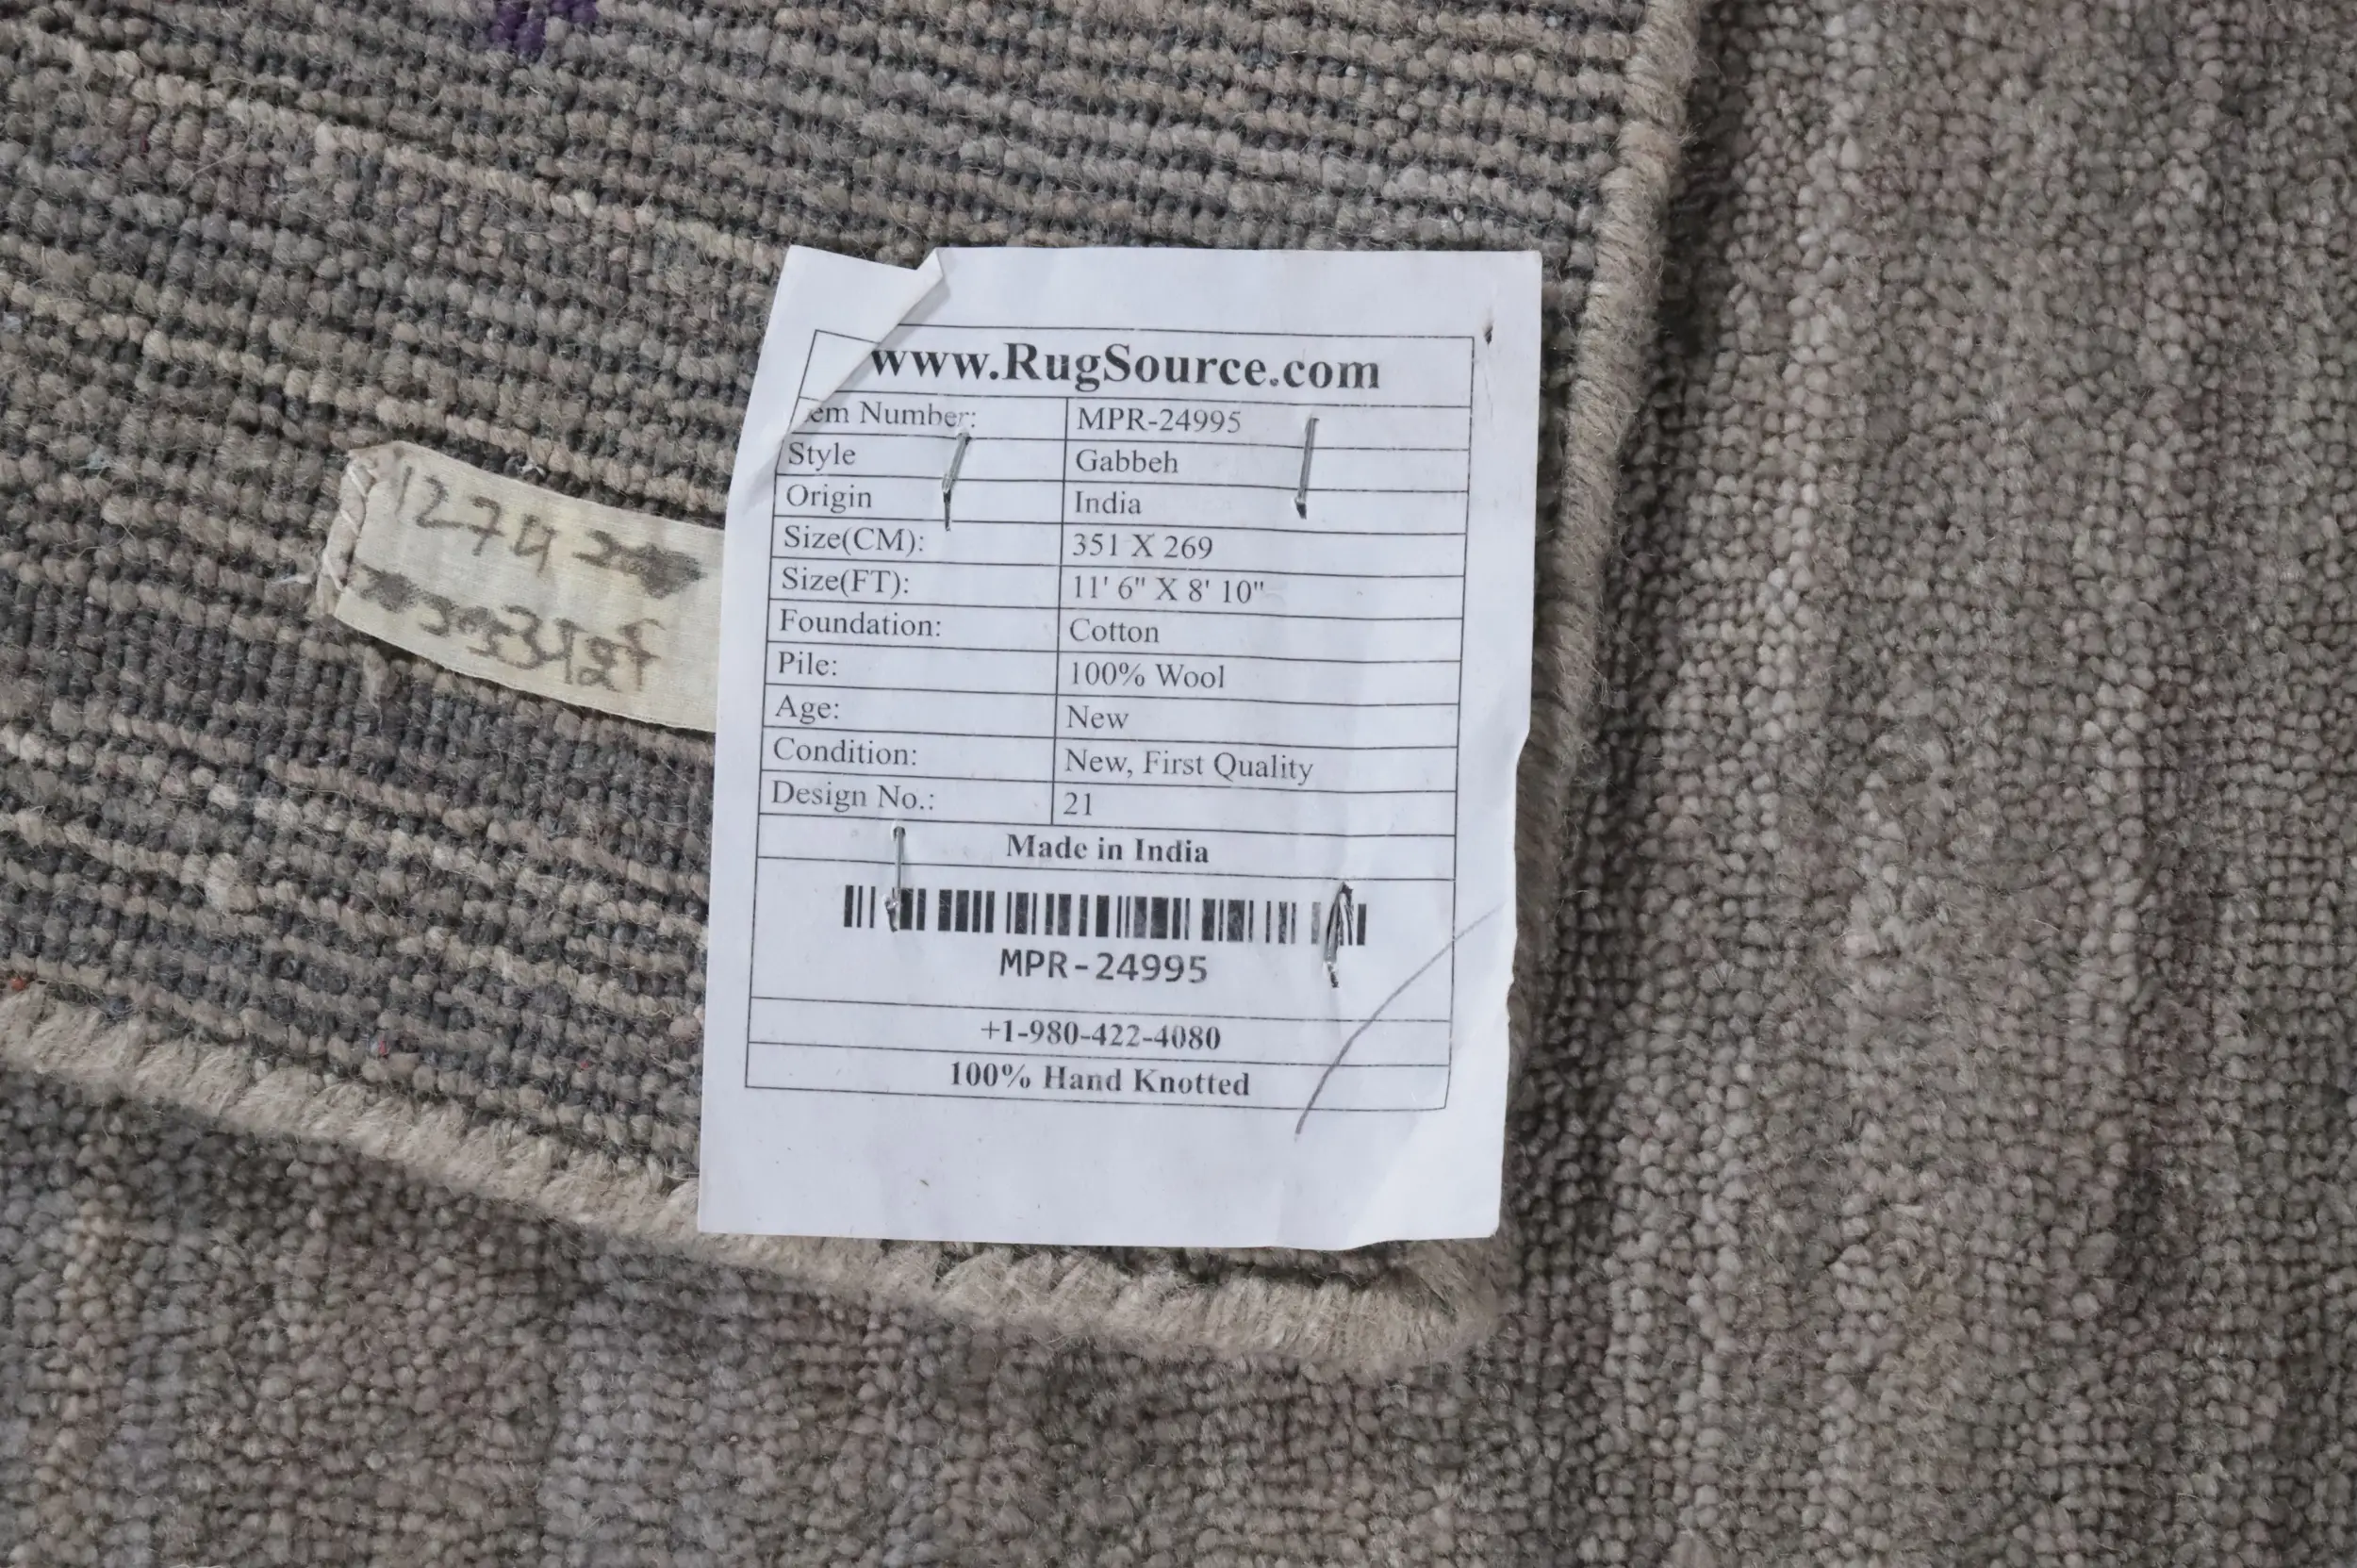 www.RugSource.com
em Number: MPR-24995
Style Gabbeh
Origin India
Size(CM): 351 X 269
Size(FT): 11' 6" X 8' 10"
Foundation: Cotton
Pile: 100% Wool
Age: New
Condition: New, First Quality
Design No.: 21
Made in India
MPR-24995
+1-980-422-4080
100% Hand Knotted